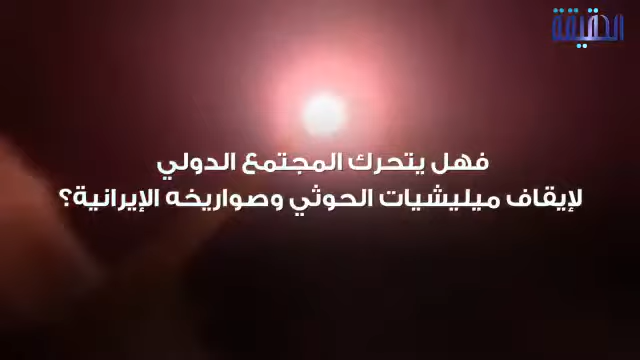 الحقيقة
فهل يتحرك المجتمع الدولي
لإيقاف ميليشيات الحوثي وصواريخه الإيرانية؟